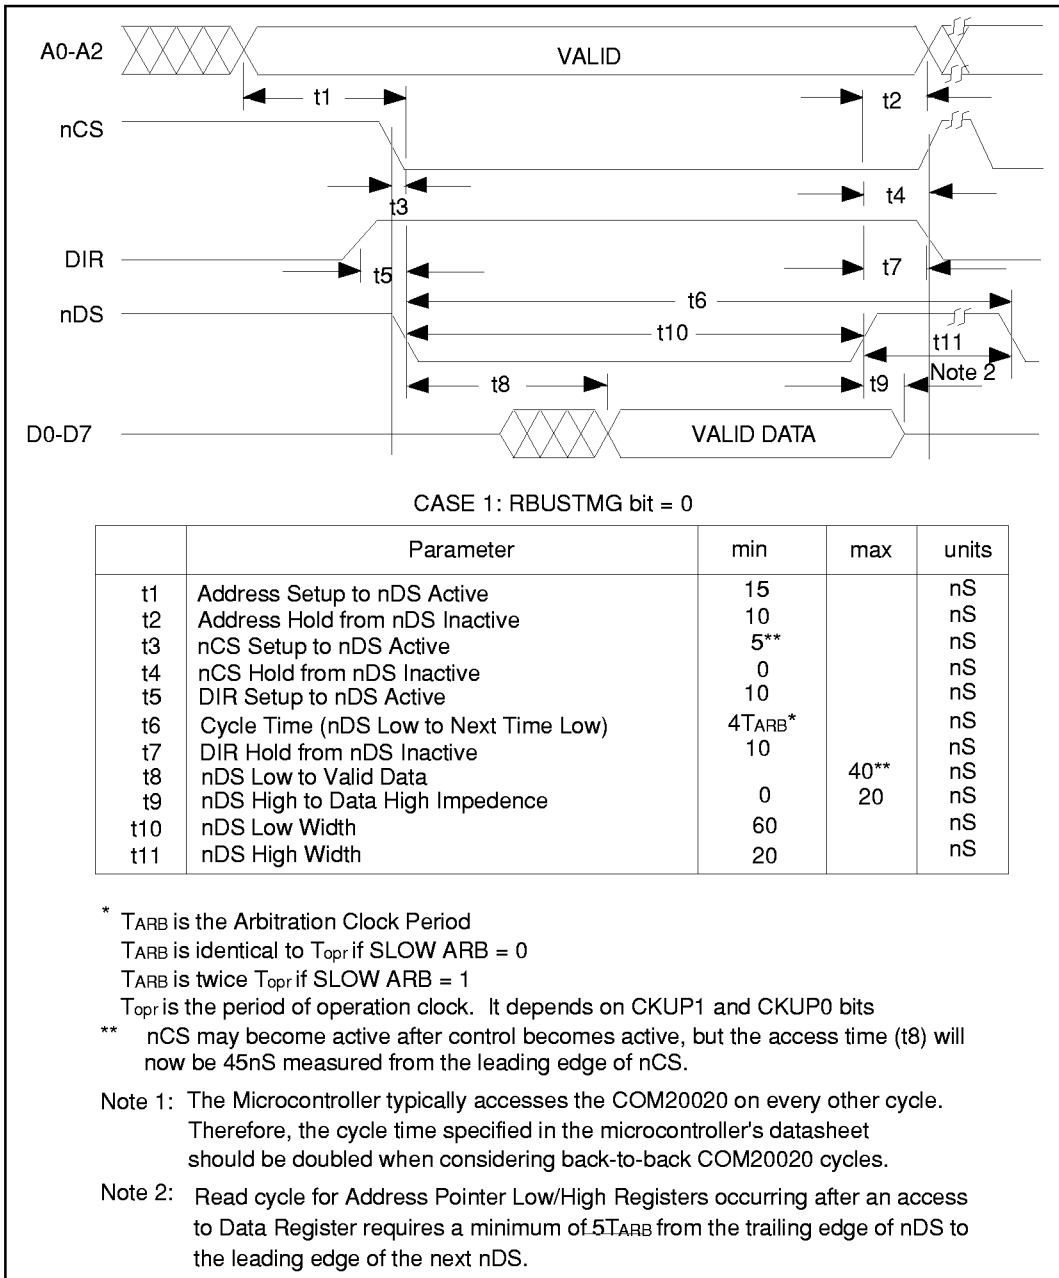 A0-A2 VALID
t1 t2
nCS
t3 t4
DIR
t5 t7
t6
nDS
t10
t11
t8 t9 Note 2
D0-D7 VALID DATA
CASE 1: RBUSTMG bit = 0
Parameter min max units
t1 Address Setup to nDS Active 15 nS
t2 Address Hold from nDS Inactive 10 nS
t3 nCS Setup to nDS Active 5** nS
t4 nCS Hold from nDS Inactive 0 nS
t5 DIR Setup to nDS Active 10 nS
t6 Cycle Time (nDS Low to Next Time Low) 4TARB* nS
t7 DIR Hold from nDS Inactive 10 nS
t8 nDS Low to Valid Data 40** nS
t9 nDS High to Data High Impedence 0 20 nS
t10 nDS Low Width 60 nS
t11 nDS High Width 20 nS
* TARB is the Arbitration Clock Period
TARB is identical to Topr if SLOW ARB = 0
TARB is twice Topr if SLOW ARB = 1
Topr is the period of operation clock. It depends on CKUP1 and CKUP0 bits
** nCS may become active after control becomes active, but the access time (t8) will
now be 45nS measured from the leading edge of nCS.
Note 1: The Microcontroller typically accesses the COM20020 on every other cycle.
Therefore, the cycle time specified in the microcontroller's datasheet
should be doubled when considering back-to-back COM20020 cycles.
Note 2: Read cycle for Address Pointer Low/High Registers occurring after an access
to Data Register requires a minimum of 5TARB from the trailing edge of nDS to
the leading edge of the next nDS.